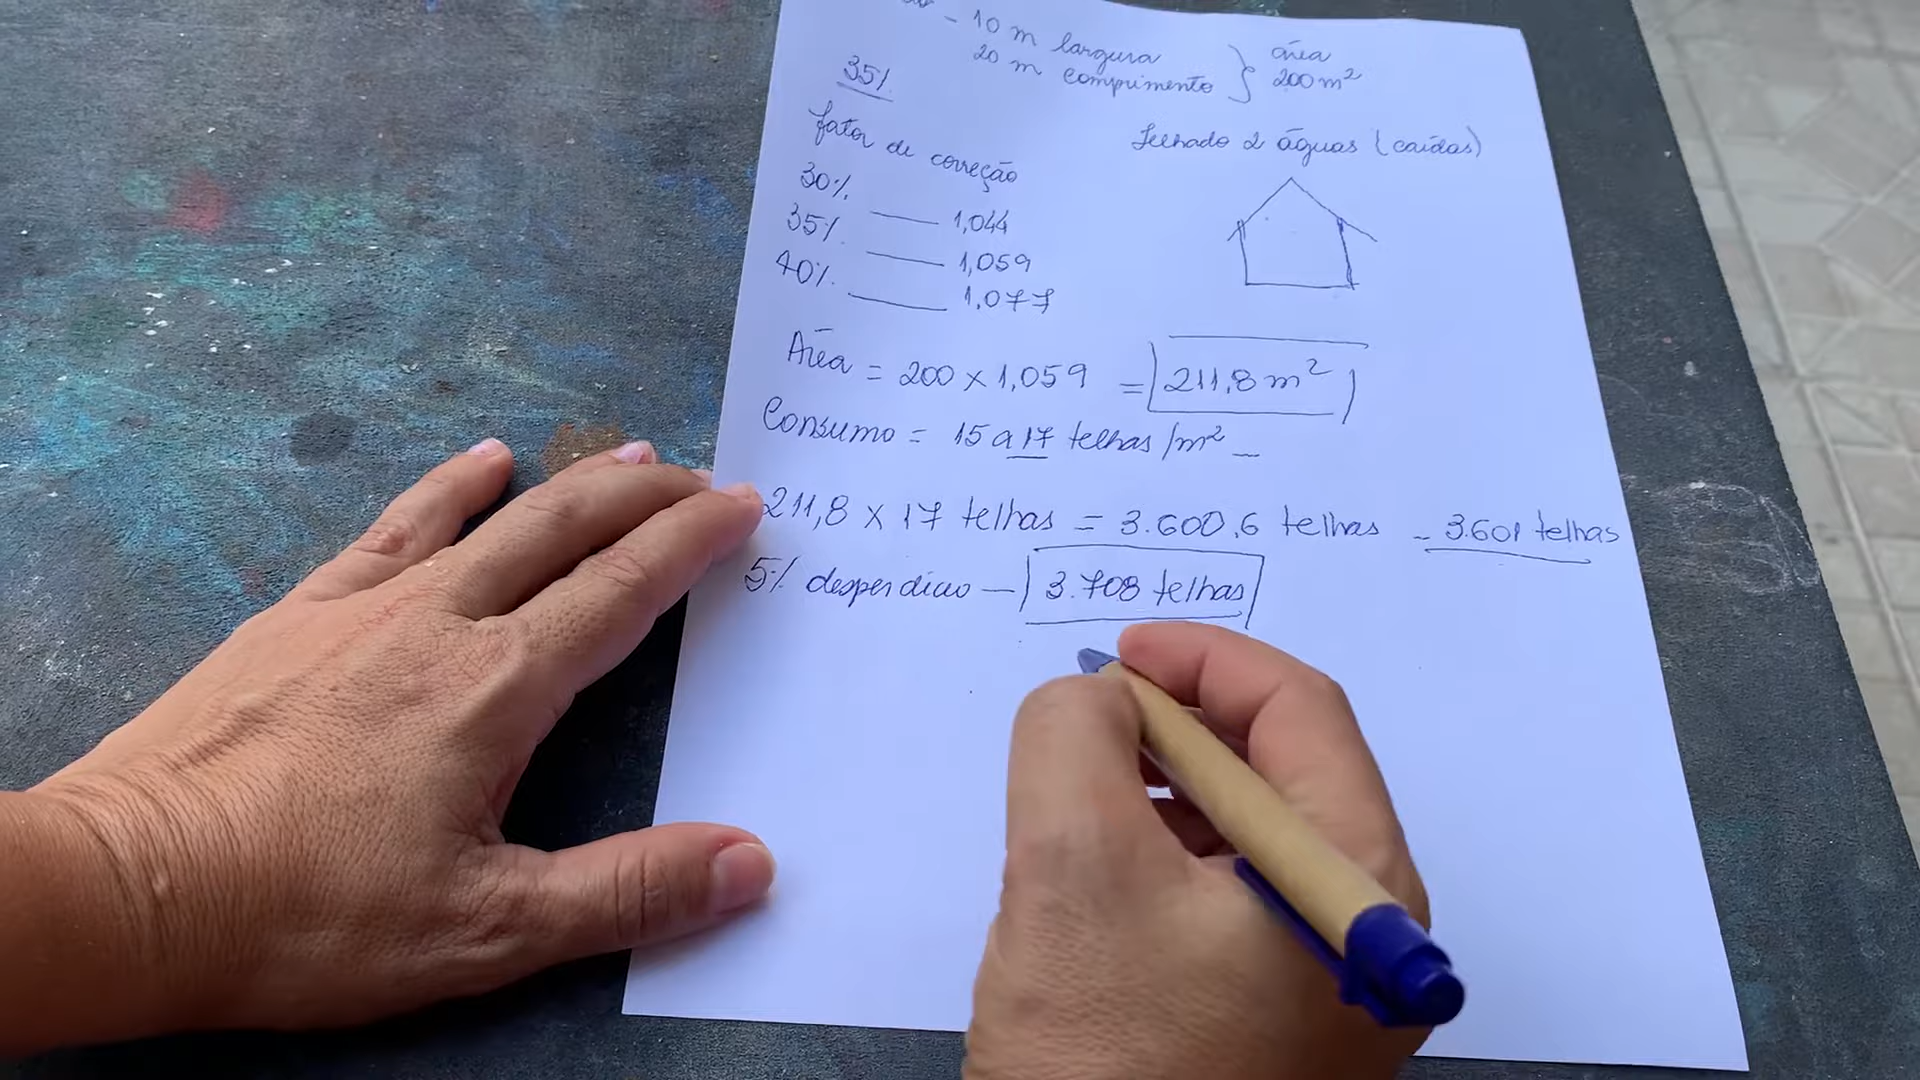 - 10 m largura
20 m comprimento
área
200 m²
35%
fator de correção
30% 1,044
35% 1,059
40% 1,077
Telhado 2 águas (caídas)
Área = 200 x 1,059 = 211,8 m²
Consumo = 15 a 17 telhas/m²
211,8 x 17 telhas = 3.600,6 telhas - 3.601 telhas
5% desperdicio - 3.708 telhas